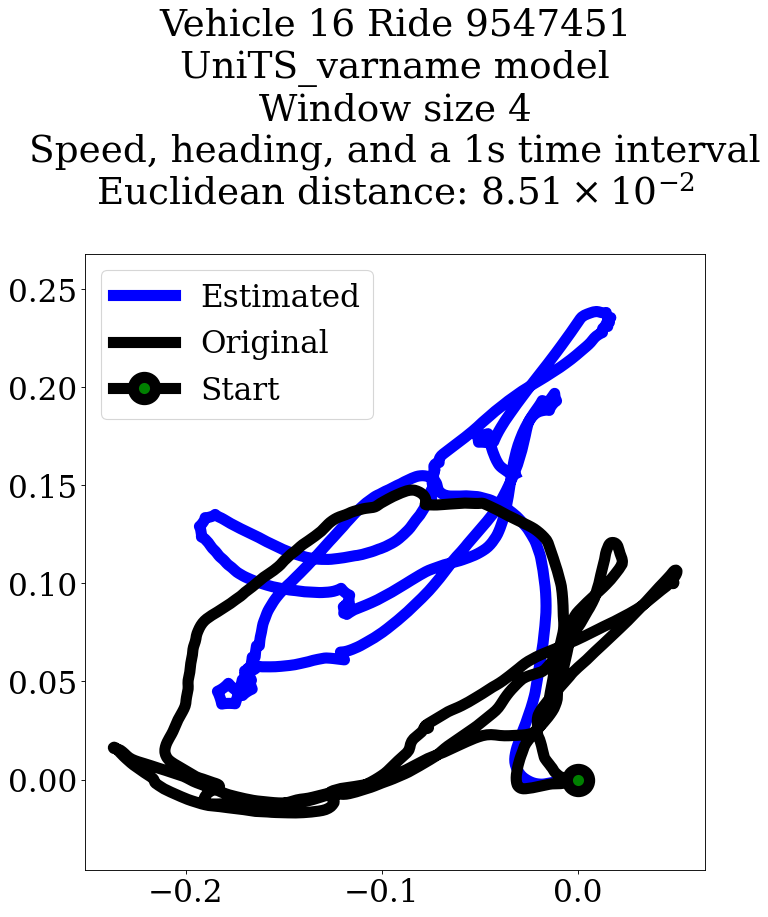 Vehicle 16 Ride 9547451
UniTS_varname model
Window size 4
Speed, heading, and a 1s time interval
Euclidean distance: 8.51 × 10⁻²
Estimated
Original
Start
0.25
0.20
0.15
0.10
0.05
0.00
−0.2
−0.1
0.0